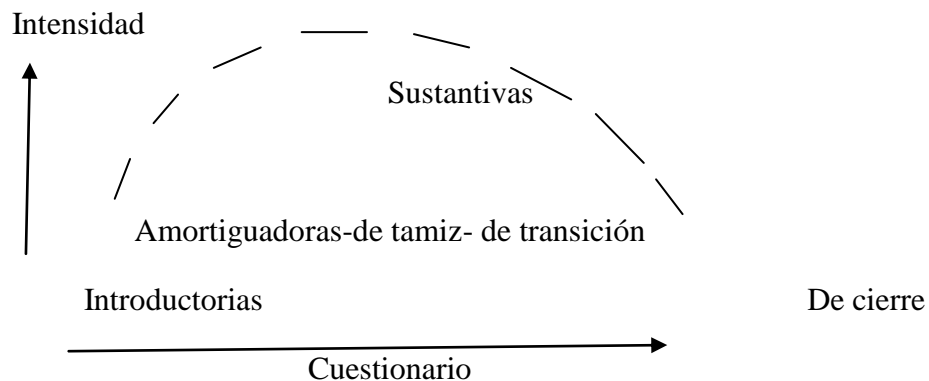 Intensidad
Sustantivas
Amortiguadoras-de tamiz- de transición
Introductorias De cierre
Cuestionario